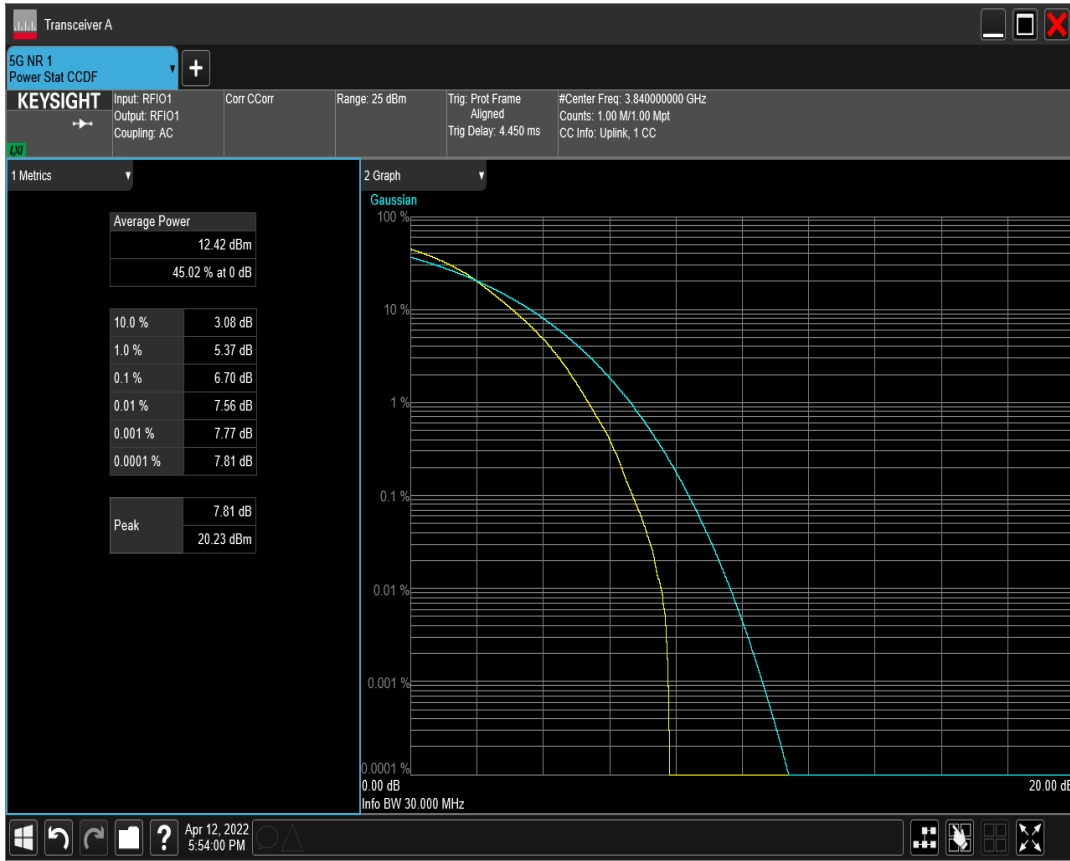 Transceiver A
5G NR 1
Power Stat CCDF
KEYSIGHT
LXI
Input: RFIO1
Output: RFIO1
Coupling: AC
Corr CCorr
Range: 25 dBm
Trig: Prot Frame
Aligned
Trig Delay: 4.450 ms
#Center Freq: 3.840000000 GHz
Counts: 1.00 M/1.00 Mpt
CC Info: Uplink, 1 CC
1 Metrics
Average Power
12.42 dBm
45.02 % at 0 dB
10.0 % 3.08 dB
1.0 % 5.37 dB
0.1 % 6.70 dB
0.01 % 7.56 dB
0.001 % 7.77 dB
0.0001 % 7.81 dB
Peak
7.81 dB
20.23 dBm
2 Graph
Gaussian
100 %
10 %
1 %
0.1 %
0.01 %
0.001 %
0.0001 %
0.00 dB
20.00 dB
Info BW 30.000 MHz
?
Apr 12, 2022
5:54:00 PM